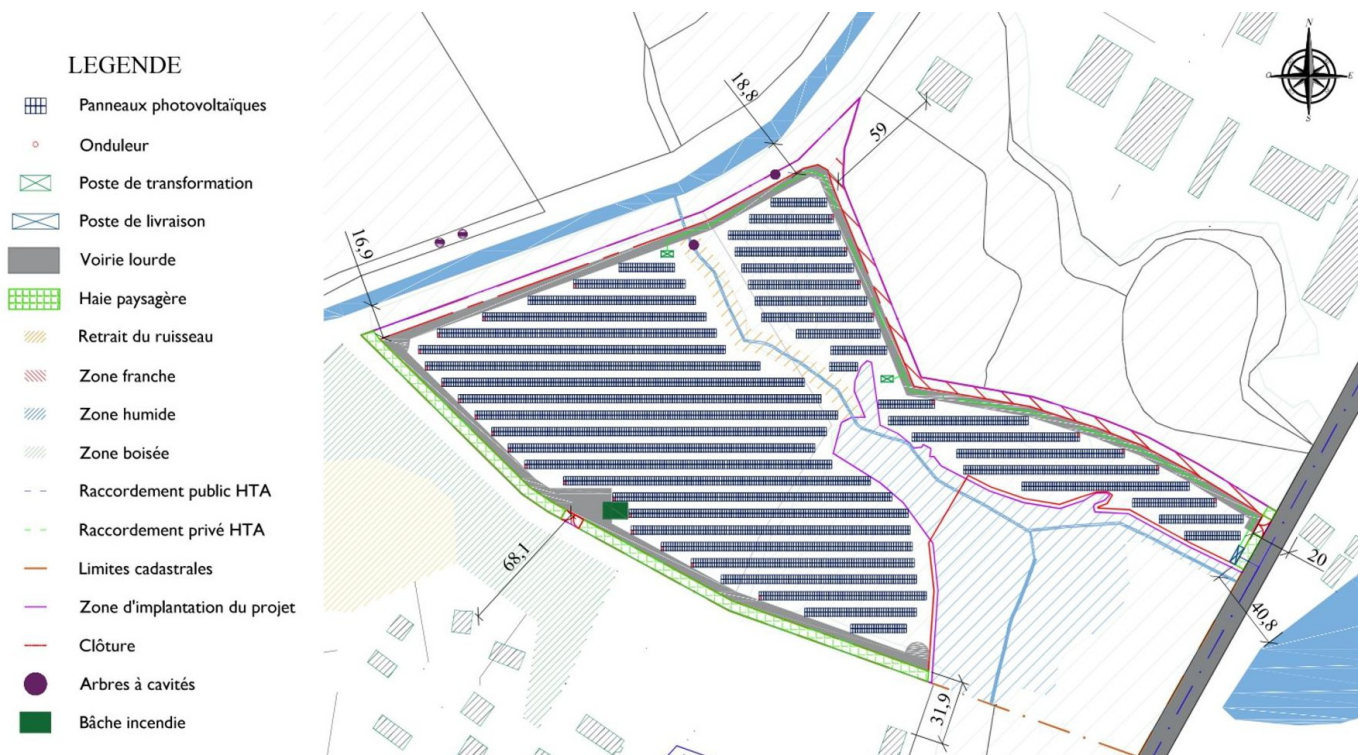 LEGENDE
Panneaux photovoltaïques
Onduleur
Poste de transformation
Poste de livraison
Voirie lourde
Haie paysagère
Retrait du ruisseau
Zone franche
Zone humide
Zone boisée
Raccordement public HTA
Raccordement privé HTA
Limites cadastrales
Zone d'implantation du projet
Clôture
Arbres à cavités
Bâche incendie
N
O
E
S
18,8
59
16,9
68,1
20
40,8
31,9